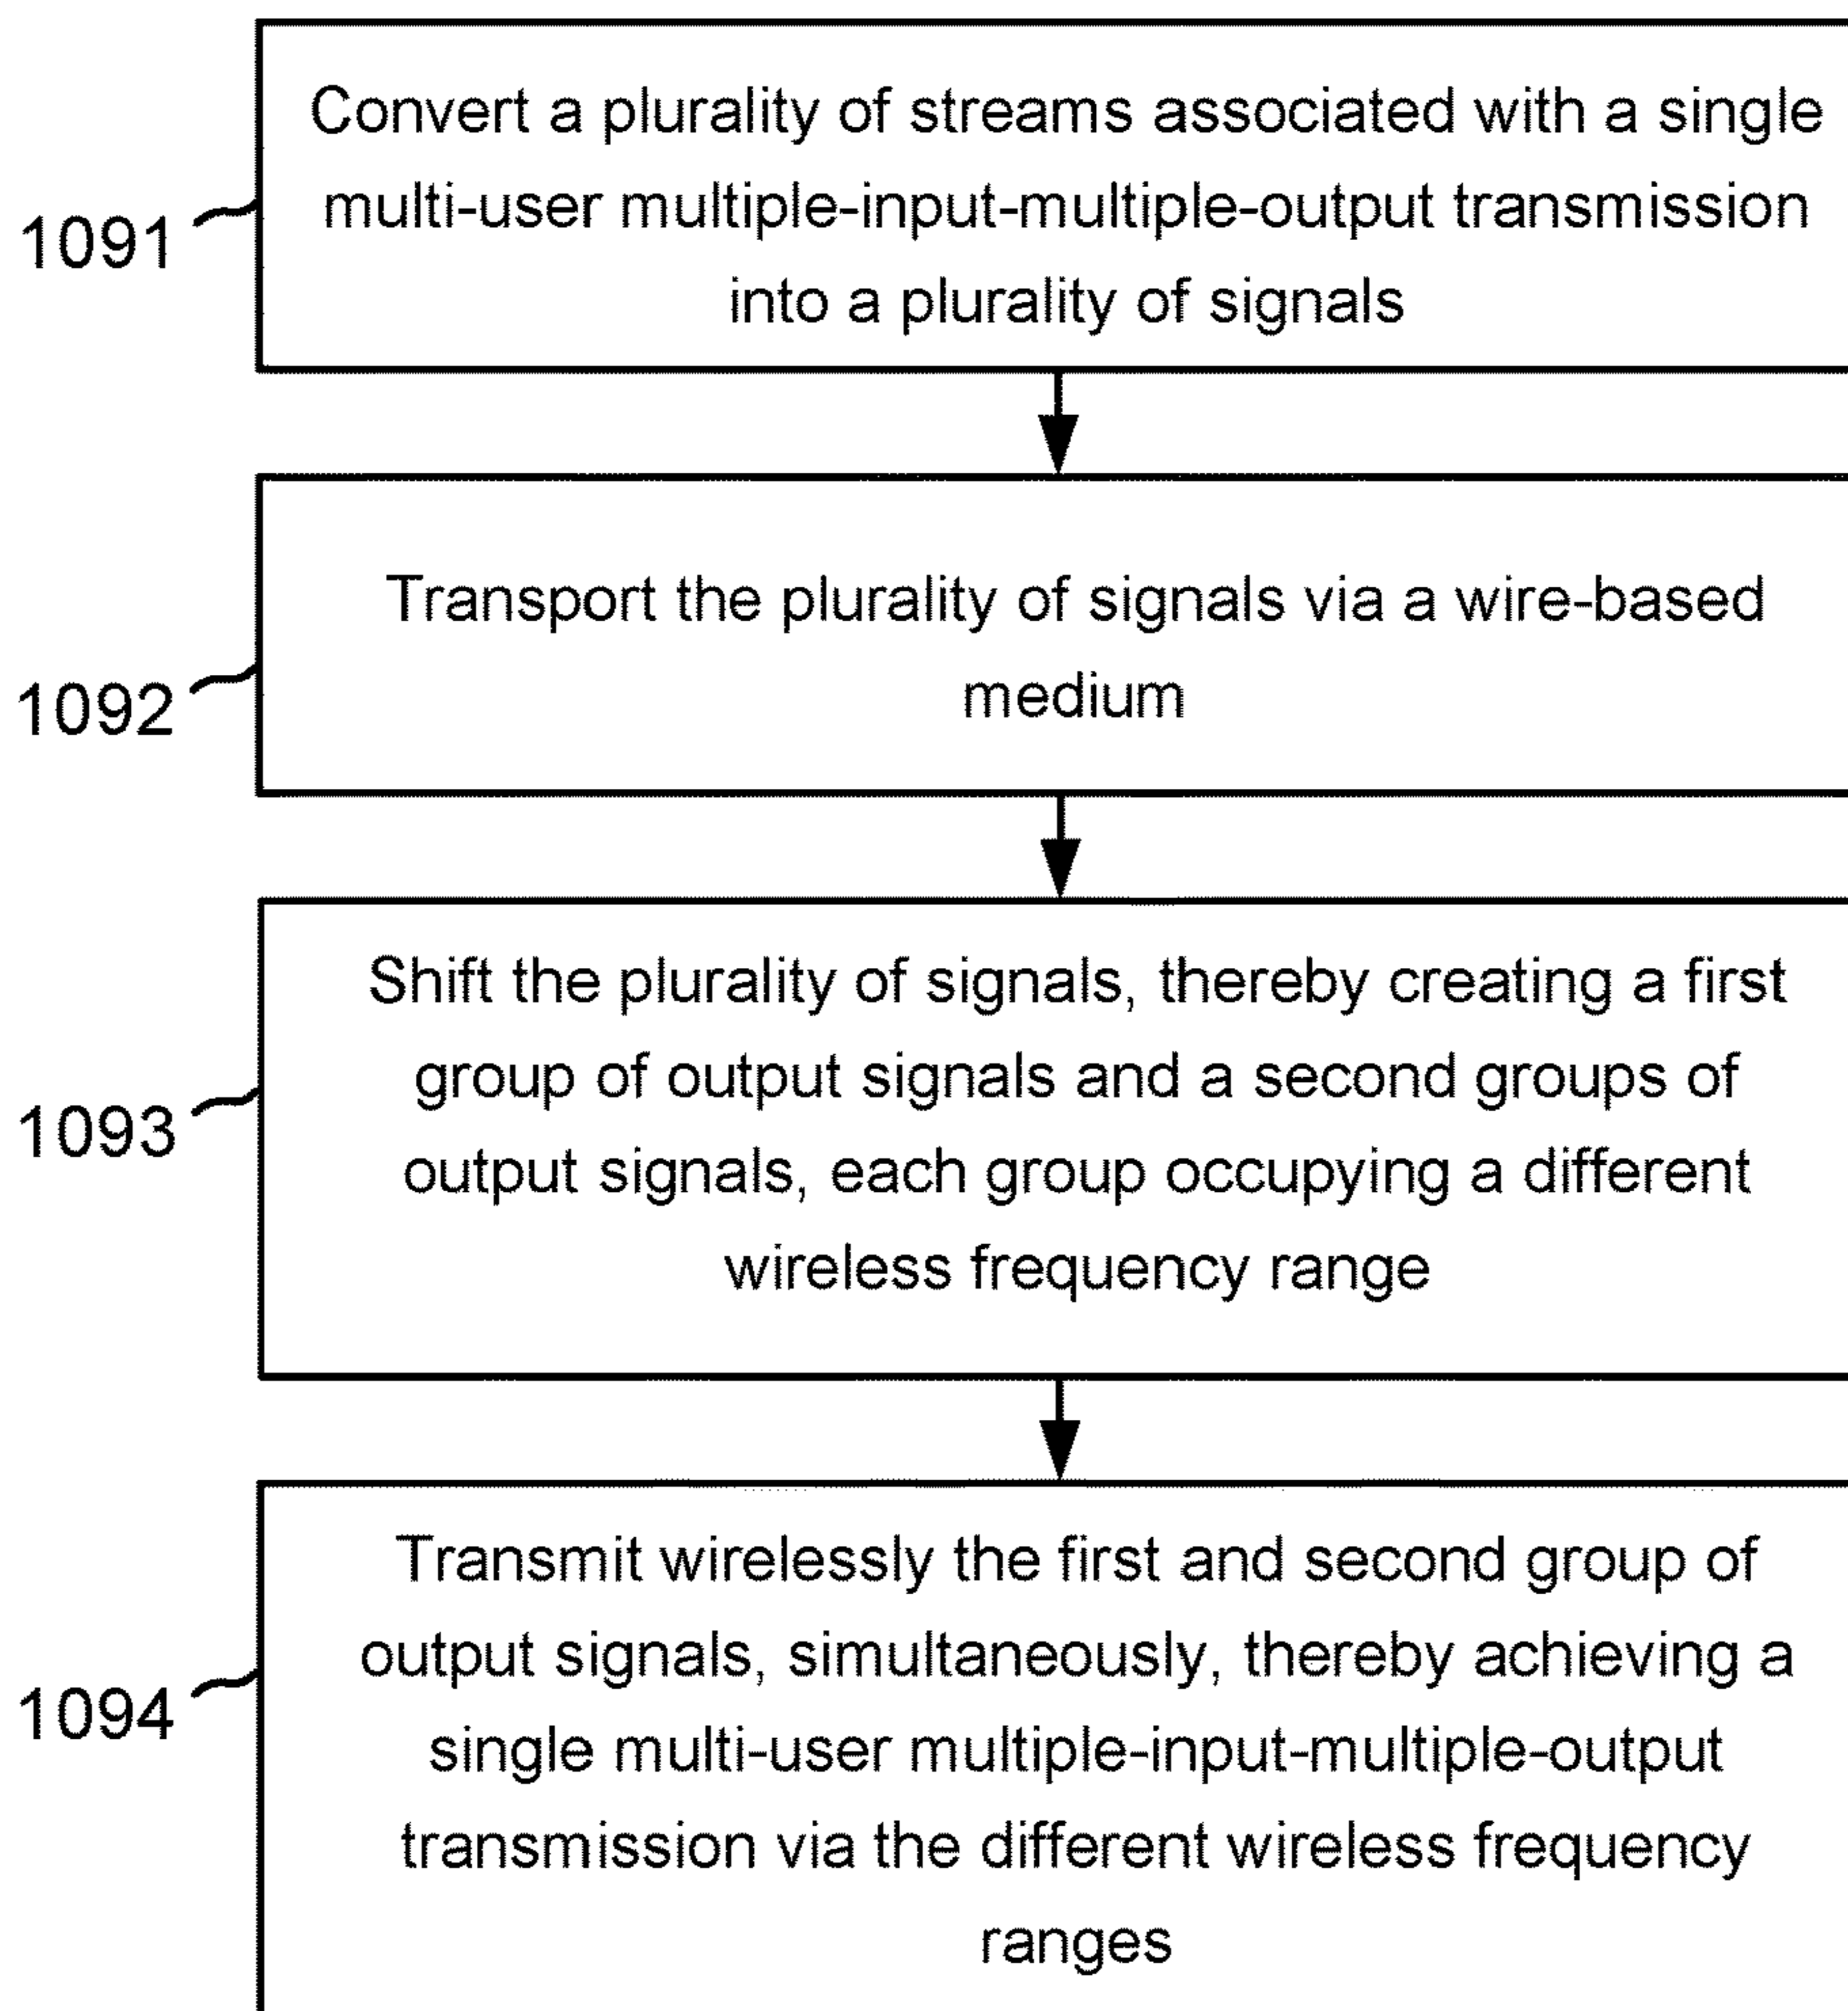 Convert a plurality of streams associated with a single
multi-user multiple-input-multiple-output transmission
into a plurality of signals
1091
Transport the plurality of signals via a wire-based
medium
1092
Shift the plurality of signals, thereby creating a first
group of output signals and a second groups of
output signals, each group occupying a different
wireless frequency range
1093
Transmit wirelessly the first and second group of
output signals, simultaneously, thereby achieving a
single multi-user multiple-input-multiple-output
transmission via the different wireless frequency
ranges
1094